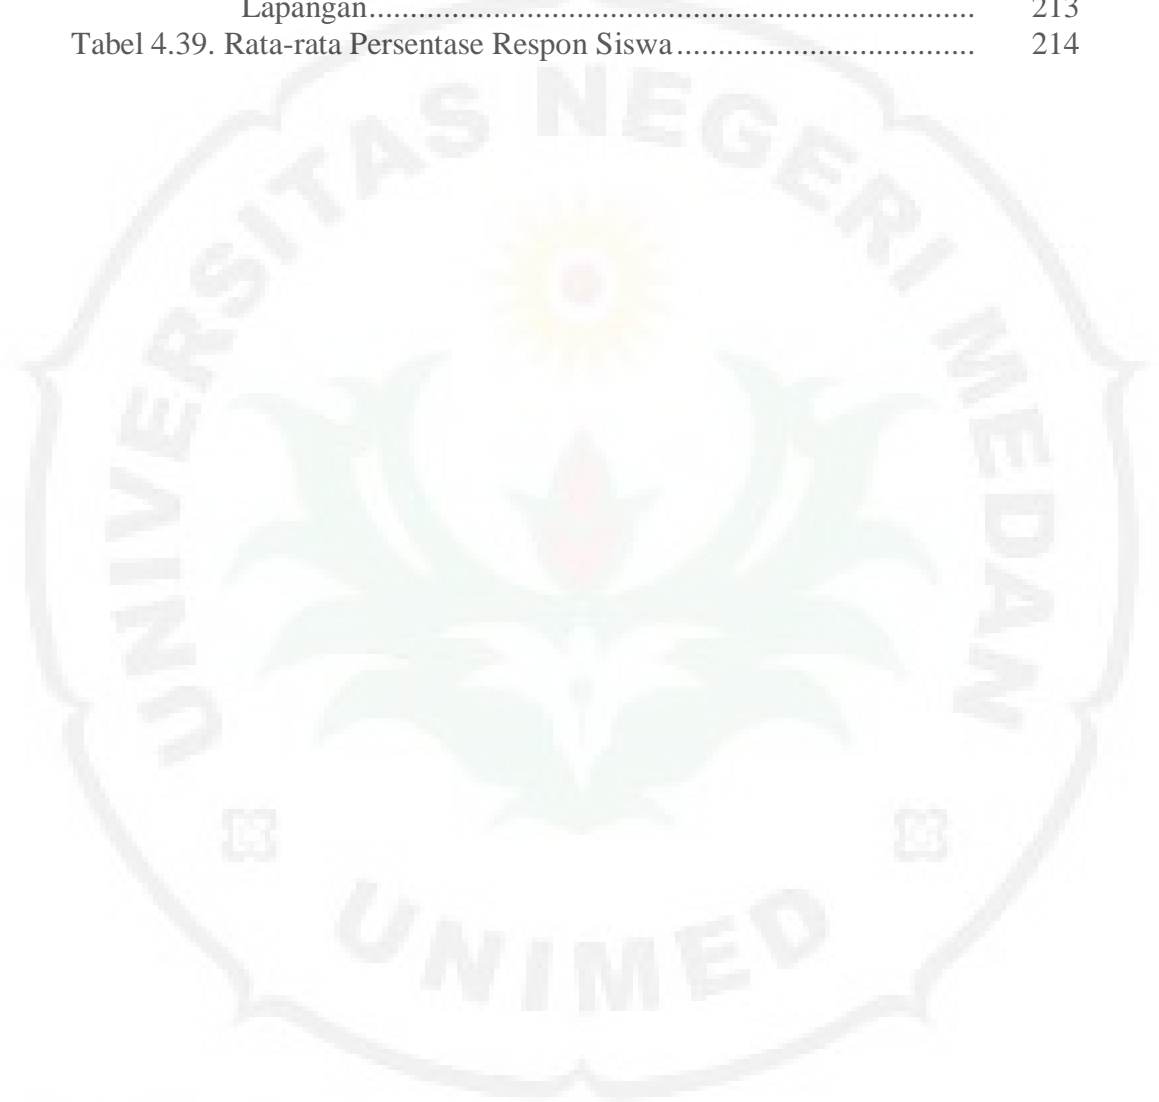 Lapangan.......................................................................... 213
Tabel 4.39. Rata-rata Persentase Respon Siswa.................................... 214
UNIVERSITAS NEGERI MEDAN
UNIMED